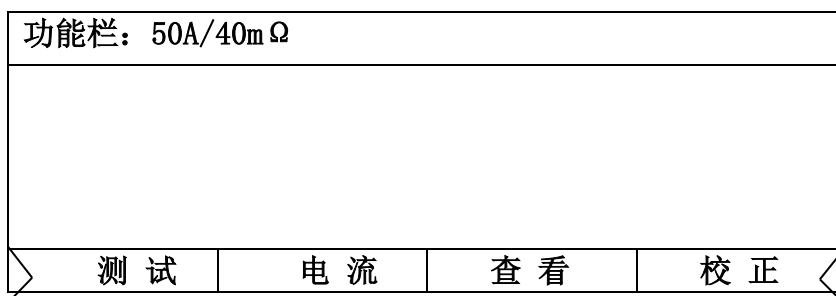 功能栏：50A/40mΩ
测 试 电 流 查 看 校 正